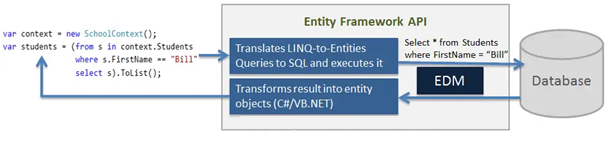 var context = new SchoolContext();
var students = (from s in context.Students
where s.FirstName == "Bill"
select s).ToList();
Entity Framework API
Translates LINQ-to-Entities
Queries to SQL and executes it
Select * from Students
where FirstName = “Bill”
EDM
Transforms result into entity
objects (C#/VB.NET)
Database